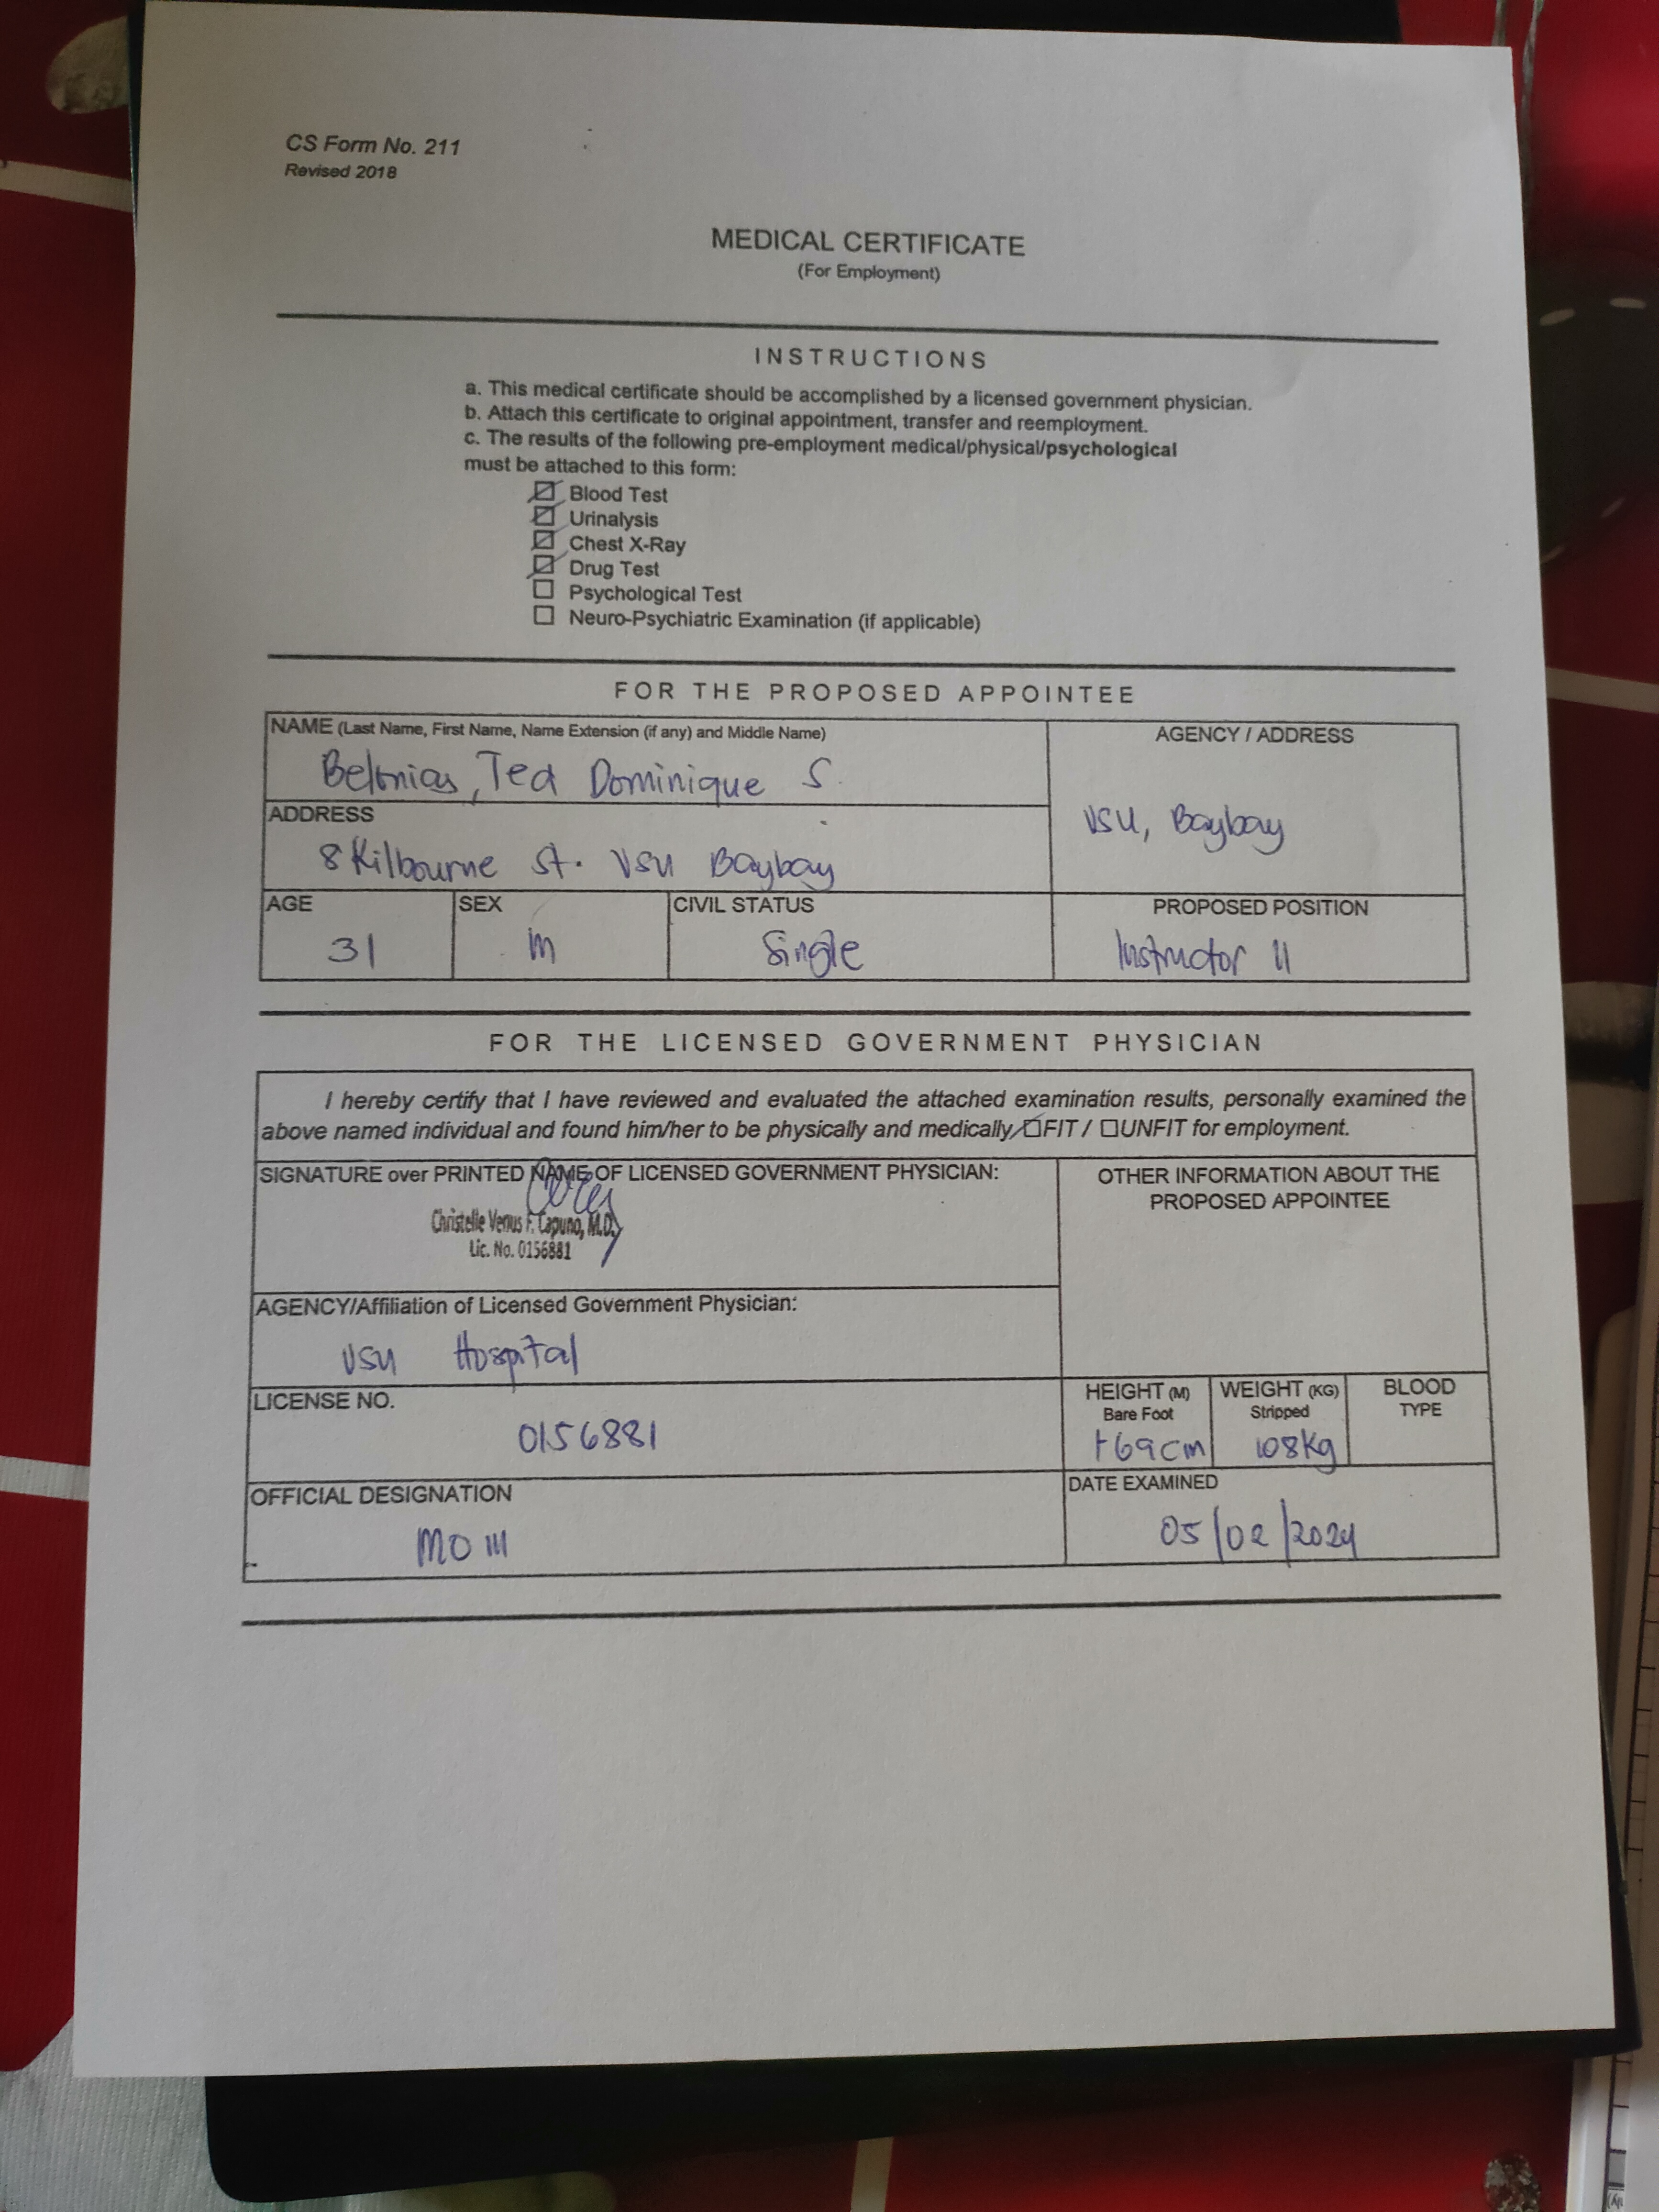 CS Form No. 211
Revised 2018
MEDICAL CERTIFICATE
(For Employment)
INSTRUCTIONS
a. This medical certificate should be accomplished by a licensed government physician.
b. Attach this certificate to original appointment, transfer and reemployment.
c. The results of the following pre-employment medical/physical/psychological
must be attached to this form:
Blood Test
Urinalysis
Chest X-Ray
Drug Test
Psychological Test
Neuro-Psychiatric Examination (if applicable)
FOR THE PROPOSED APPOINTEE
NAME (Last Name, First Name, Name Extension (if any) and Middle Name)
Belonias, Ted Dominique S.
AGENCY / ADDRESS
VSU, Baybay
ADDRESS
8 Kilbourne St. VSU Baybay
AGE
31
SEX
M
CIVIL STATUS
Single
PROPOSED POSITION
Instructor II
FOR THE LICENSED GOVERNMENT PHYSICIAN
I hereby certify that I have reviewed and evaluated the attached examination results, personally examined the
above named individual and found him/her to be physically and medically FIT / UNFIT for employment.
SIGNATURE over PRINTED NAME OF LICENSED GOVERNMENT PHYSICIAN:
Christelle Venus F. Capuno, M.D.
Lic. No. 0156881
OTHER INFORMATION ABOUT THE
PROPOSED APPOINTEE
AGENCY/Affiliation of Licensed Government Physician:
VSU Hospital
LICENSE NO.
0156881
HEIGHT (M)
Bare Foot
169cm
WEIGHT (KG)
Stripped
108kg
BLOOD
TYPE
OFFICIAL DESIGNATION
MO III
DATE EXAMINED
05/02/2024